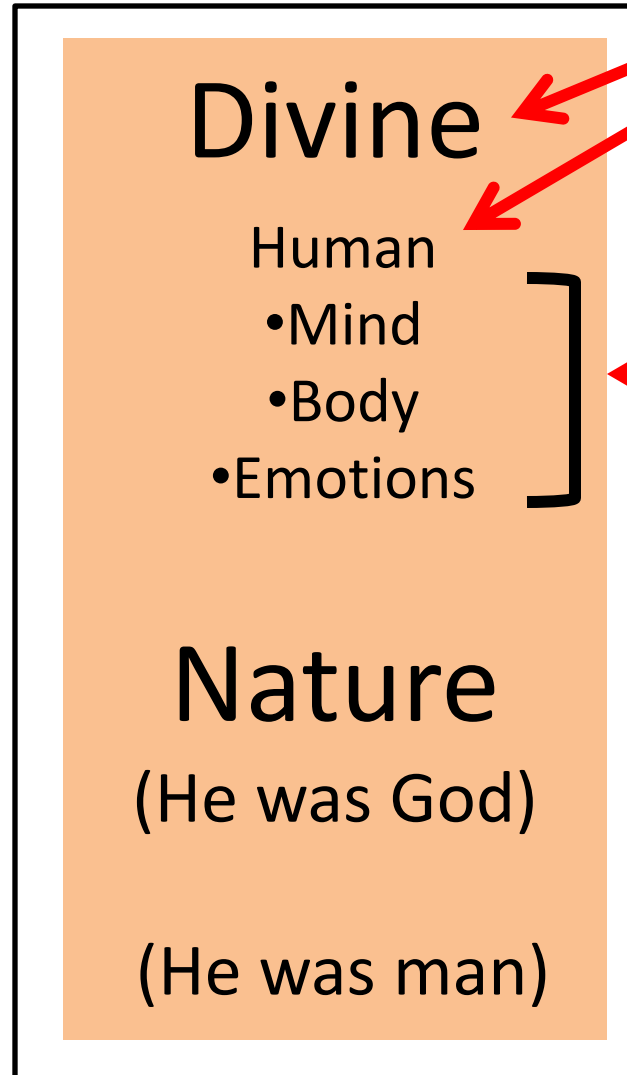 Divine
Human
•Mind
•Body
•Emotions
Nature
(He was God)
(He was man)